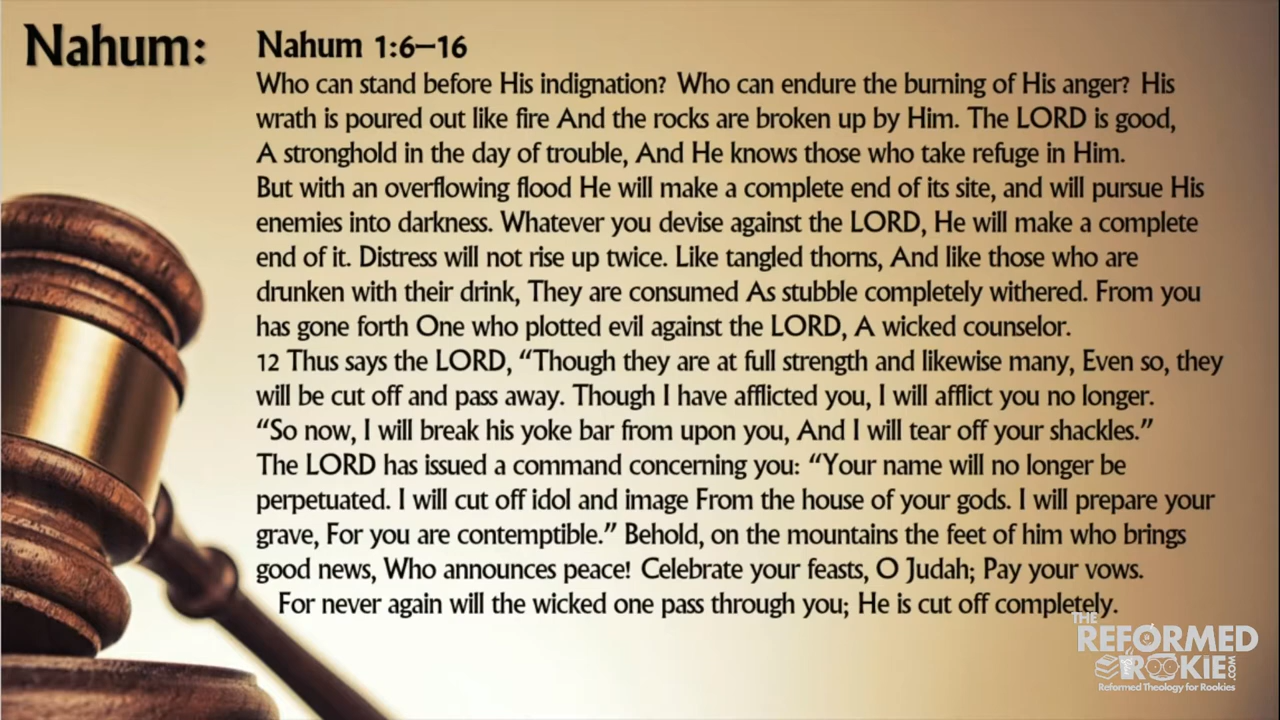 Nahum:
Nahum 1:6–16
Who can stand before His indignation? Who can endure the burning of His anger? His
wrath is poured out like fire And the rocks are broken up by Him. The LORD is good,
A stronghold in the day of trouble, And He knows those who take refuge in Him.
But with an overflowing flood He will make a complete end of its site, and will pursue His
enemies into darkness. Whatever you devise against the LORD, He will make a complete
end of it. Distress will not rise up twice. Like tangled thorns, And like those who are
drunken with their drink, They are consumed As stubble completely withered. From you
has gone forth One who plotted evil against the LORD, A wicked counselor.
12 Thus says the LORD, “Though they are at full strength and likewise many, Even so, they
will be cut off and pass away. Though I have afflicted you, I will afflict you no longer.
“So now, I will break his yoke bar from upon you, And I will tear off your shackles.”
The LORD has issued a command concerning you: “Your name will no longer be
perpetuated. I will cut off idol and image From the house of your gods. I will prepare your
grave, For you are contemptible.” Behold, on the mountains the feet of him who brings
good news, Who announces peace! Celebrate your feasts, O Judah; Pay your vows.
For never again will the wicked one pass through you; He is cut off completely.
THE
REFORMED
ROOKIE.COM
Reformed Theology for Rookies